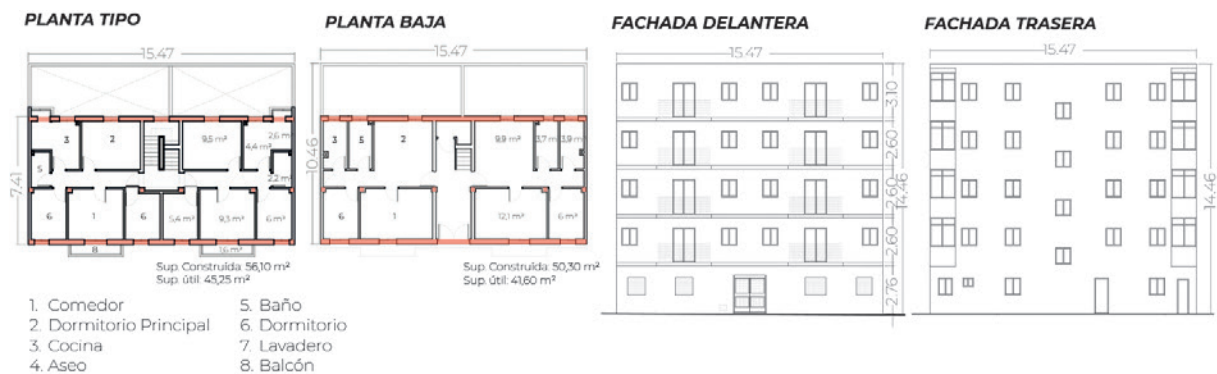 PLANTA TIPO
PLANTA BAJA
FACHADA DELANTERA
FACHADA TRASERA
15.47
15.47
15.47
15.47
7.41
3
2
9,5 m²
2,6 m²
4,4 m²
5
2,2 m²
6
1
6
5,4 m²
9,3 m²
6 m²
8
1,6 m²
Sup. Construída: 56,10 m²
Sup. útil: 45,25 m²
10.46
3
5
2
9,9 m²
3,7 m²
3,9 m²
6
1
12,1 m²
6 m²
Sup. Construída: 50,30 m²
Sup. útil: 41,60 m²
3.10
2.60
2.60
2.60
2.76
14.46
14.46
1. Comedor
2. Dormitorio Principal
3. Cocina
4. Aseo
5. Baño
6. Dormitorio
7. Lavadero
8. Balcón